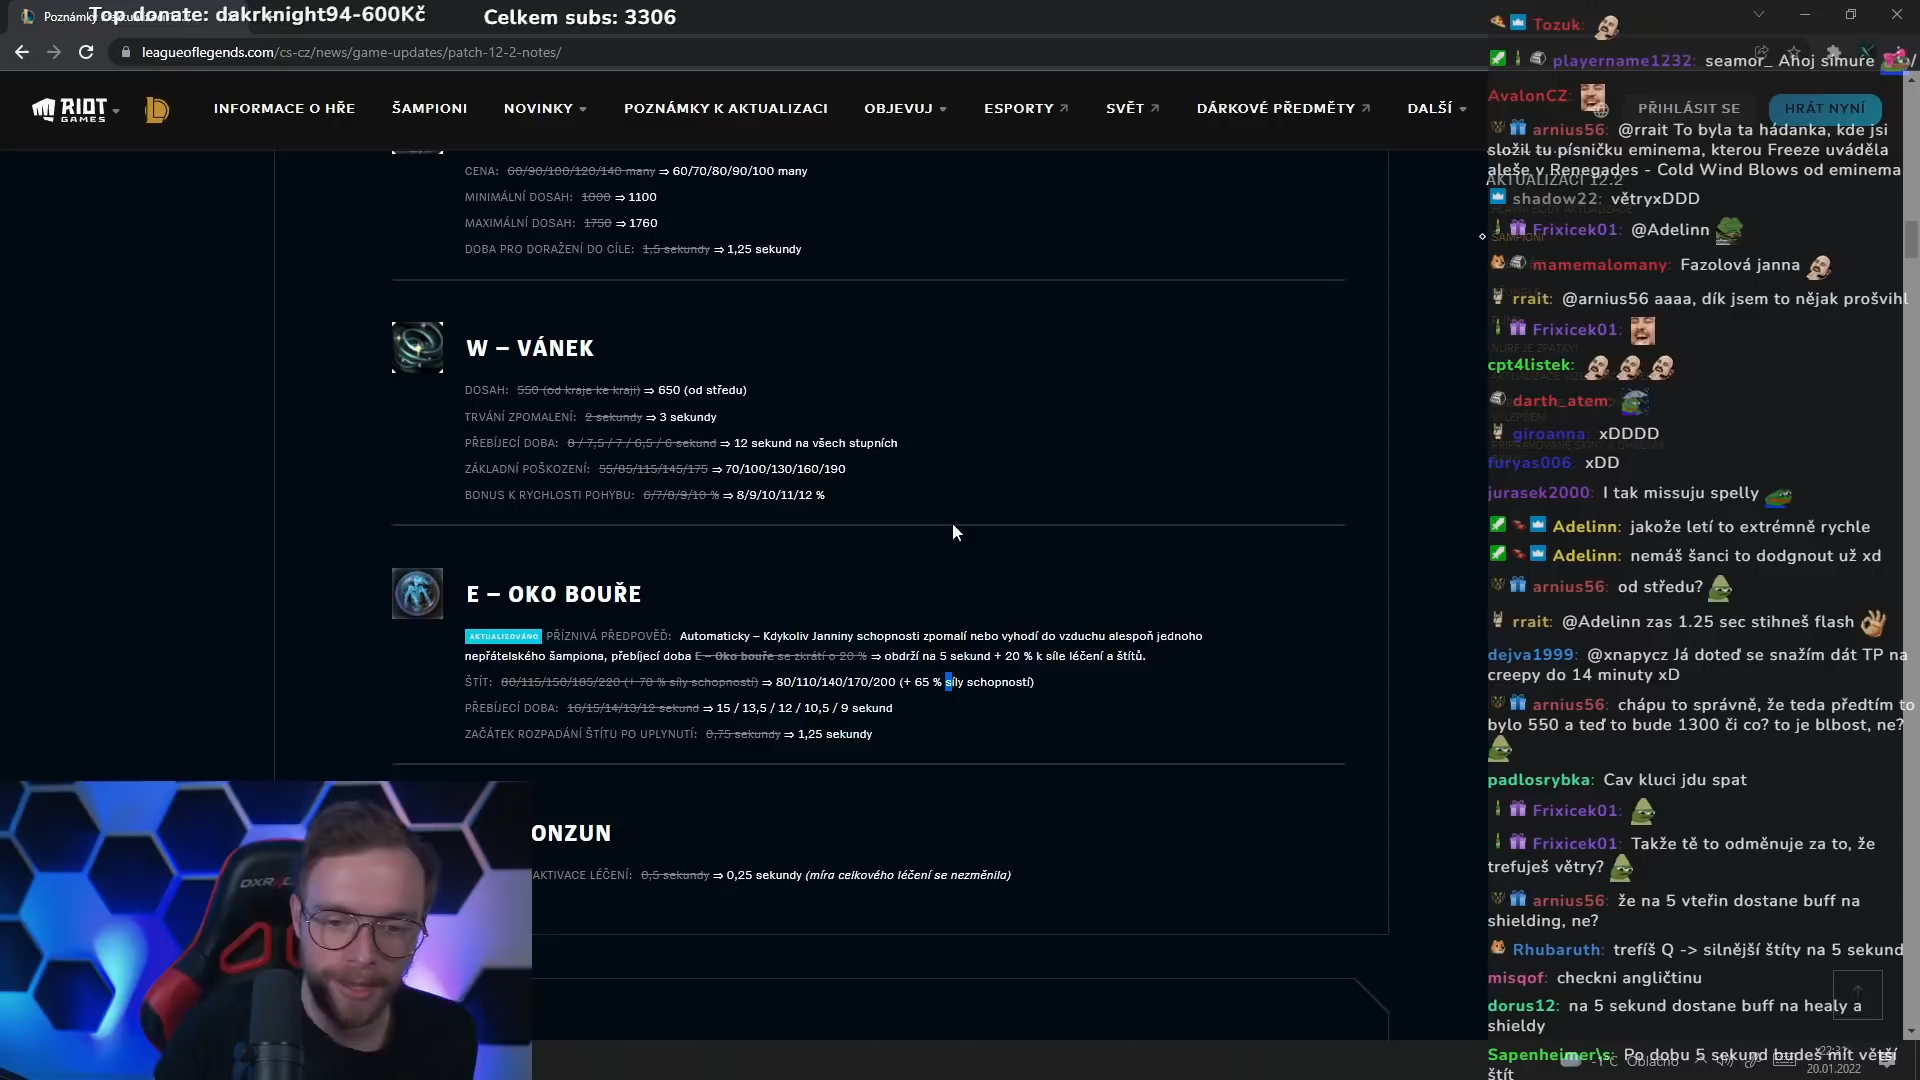 Poznámky
Top donate: dakrknight94-600Kč
Celkem subs: 3306
leagueoflegends.com/cs-cz/news/game-updates/patch-12-2-notes/
RIOT
GAMES
INFORMACE O HŘE
ŠAMPIONI
NOVINKY
POZNÁMKY K AKTUALIZACI
OBJEVUJ
ESPORTY
SVĚT
DÁRKOVÉ PŘEDMĚTY
DALŠÍ
PŘIHLÁSIT SE
HRÁT NYNÍ
CENA: 60/90/100/120/140 many ⇒ 60/70/80/90/100 many
MINIMÁLNÍ DOSAH: 1000 ⇒ 1100
MAXIMÁLNÍ DOSAH: 1750 ⇒ 1760
DOBA PRO DORAŽENÍ DO CÍLE: 1,5 sekundy ⇒ 1,25 sekundy
W – VÁNEK
DOSAH: 550 (od kraje ke kraji) ⇒ 650 (od středu)
TRVÁNÍ ZPOMALENÍ: 2 sekundy ⇒ 3 sekundy
PŘEBÍJECÍ DOBA: 8 / 7,5 / 7 / 6,5 / 6 sekund ⇒ 12 sekund na všech stupních
ZÁKLADNÍ POŠKOZENÍ: 55/85/115/145/175 ⇒ 70/100/130/160/190
BONUS K RYCHLOSTI POHYBU: 6/7/8/9/10 % ⇒ 8/9/10/11/12 %
E – OKO BOUŘE
AKTUALIZOVÁNO PŘÍZNIVÁ PŘEDPOVĚĎ: Automaticky – Kdykoliv Janniny schopnosti zpomalí nebo vyhodí do vzduchu alespoň jednoho
nepřátelského šampiona, přebíjecí doba E – Oko bouře se zkrátí o 20 % ⇒ obdrží na 5 sekund + 20 % k síle léčení a štítů.
ŠTÍT: 80/115/150/185/220 (+ 70 % síly schopností) ⇒ 80/110/140/170/200 (+ 65 % síly schopností)
PŘEBÍJECÍ DOBA: 16/15/14/13/12 sekund ⇒ 15 / 13,5 / 12 / 10,5 / 9 sekund
ZAČÁTEK ROZPADÁNÍ ŠTÍTU PO UPLYNUTÍ: 0,75 sekundy ⇒ 1,25 sekundy
ONZUN
AKTIVACE LÉČENÍ: 0,5 sekundy ⇒ 0,25 sekundy (míra celkového léčení se nezměnila)
Tozuk:
playername1232: seamor_ Ahoj simure
AvalonCZ:
arnius56: @rrait To byla ta hádanka, kde jsi
složil tu písničku eminema, kterou Freeze uváděla
aleše v Renegades - Cold Wind Blows od eminema
AKTUALIZACI 12.2
shadow22: větryxDDD
Frixicek01: @Adelinn
ŠAMPIONI
mamemalomany: Fazolová janna
rrait: @arnius56 aaaa, dík jsem to nějak prošvihl
Frixicek01:
NURF JE ZPÁTKY!
cpt4listek:
darth_atem:
giroanna: xDDDD
furyas006: xDD
jurasek2000: I tak missuju spelly
Adelinn: jakože letí to extrémně rychle
Adelinn: nemáš šanci to dodgnout už xd
arnius56: od středu?
rrait: @Adelinn zas 1.25 sec stihneš flash
dejva1999: @xnapycz Já doteď se snažím dát TP na
creepy do 14 minuty xD
arnius56: chápu to správně, že teda předtím to
bylo 550 a teď to bude 1300 či co? to je blbost, ne?
padlosrybka: Cav kluci jdu spat
Frixicek01:
Frixicek01: Takže tě to odměnuje za to, že
trefuješ větry?
arnius56: že na 5 vteřin dostane buff na
shielding, ne?
Rhubaruth: trefíš Q -> silnější štíty na 5 sekund
misqof: checkni angličtinu
dorus12: na 5 sekund dostane buff na healy a
shieldy
Sapenheimer\s: Po dobu 5 sekund budeš mít větší
štít
-1°C Oblačno
20.01.2022